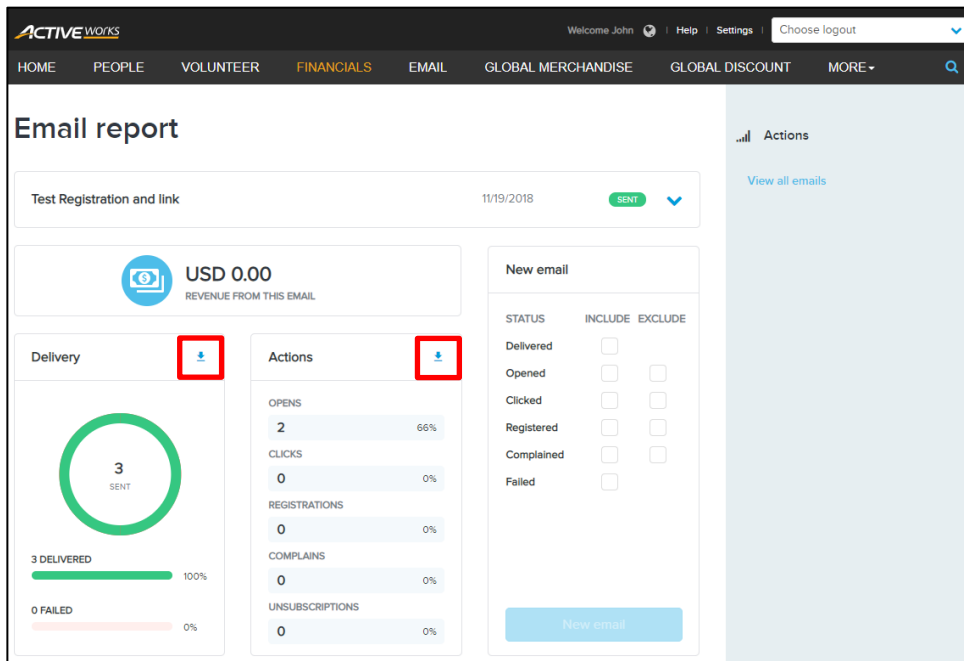 ACTIVE WORKS
Welcome John | Help | Settings | Choose logout
HOME PEOPLE VOLUNTEER FINANCIALS EMAIL GLOBAL MERCHANDISE GLOBAL DISCOUNT MORE
Email report
Actions
View all emails
Test Registration and link 11/19/2018 SENT
USD 0.00
REVENUE FROM THIS EMAIL
New email
STATUS INCLUDE EXCLUDE
Delivered
Opened
Clicked
Registered
Complained
Failed
New email
Delivery
3
SENT
3 DELIVERED
100%
0 FAILED
0%
Actions
OPENS
2 66%
CLICKS
0 0%
REGISTRATIONS
0 0%
COMPLAINS
0 0%
UNSUBSCRIPTIONS
0 0%